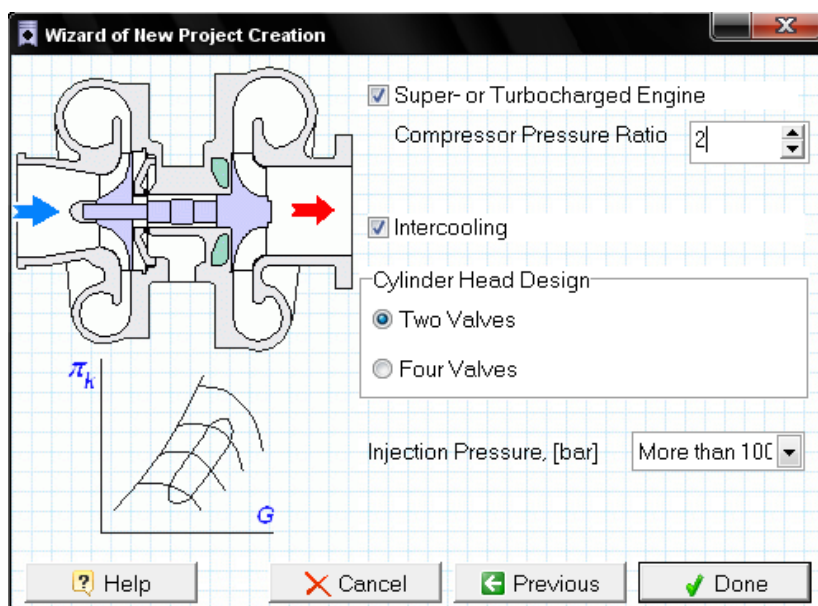 Wizard of New Project Creation
Super- or Turbocharged Engine
Compressor Pressure Ratio 2
Intercooling
Cylinder Head Design
Two Valves
Four Valves
πk
G
Injection Pressure, [bar] More than 100
Help Cancel Previous Done